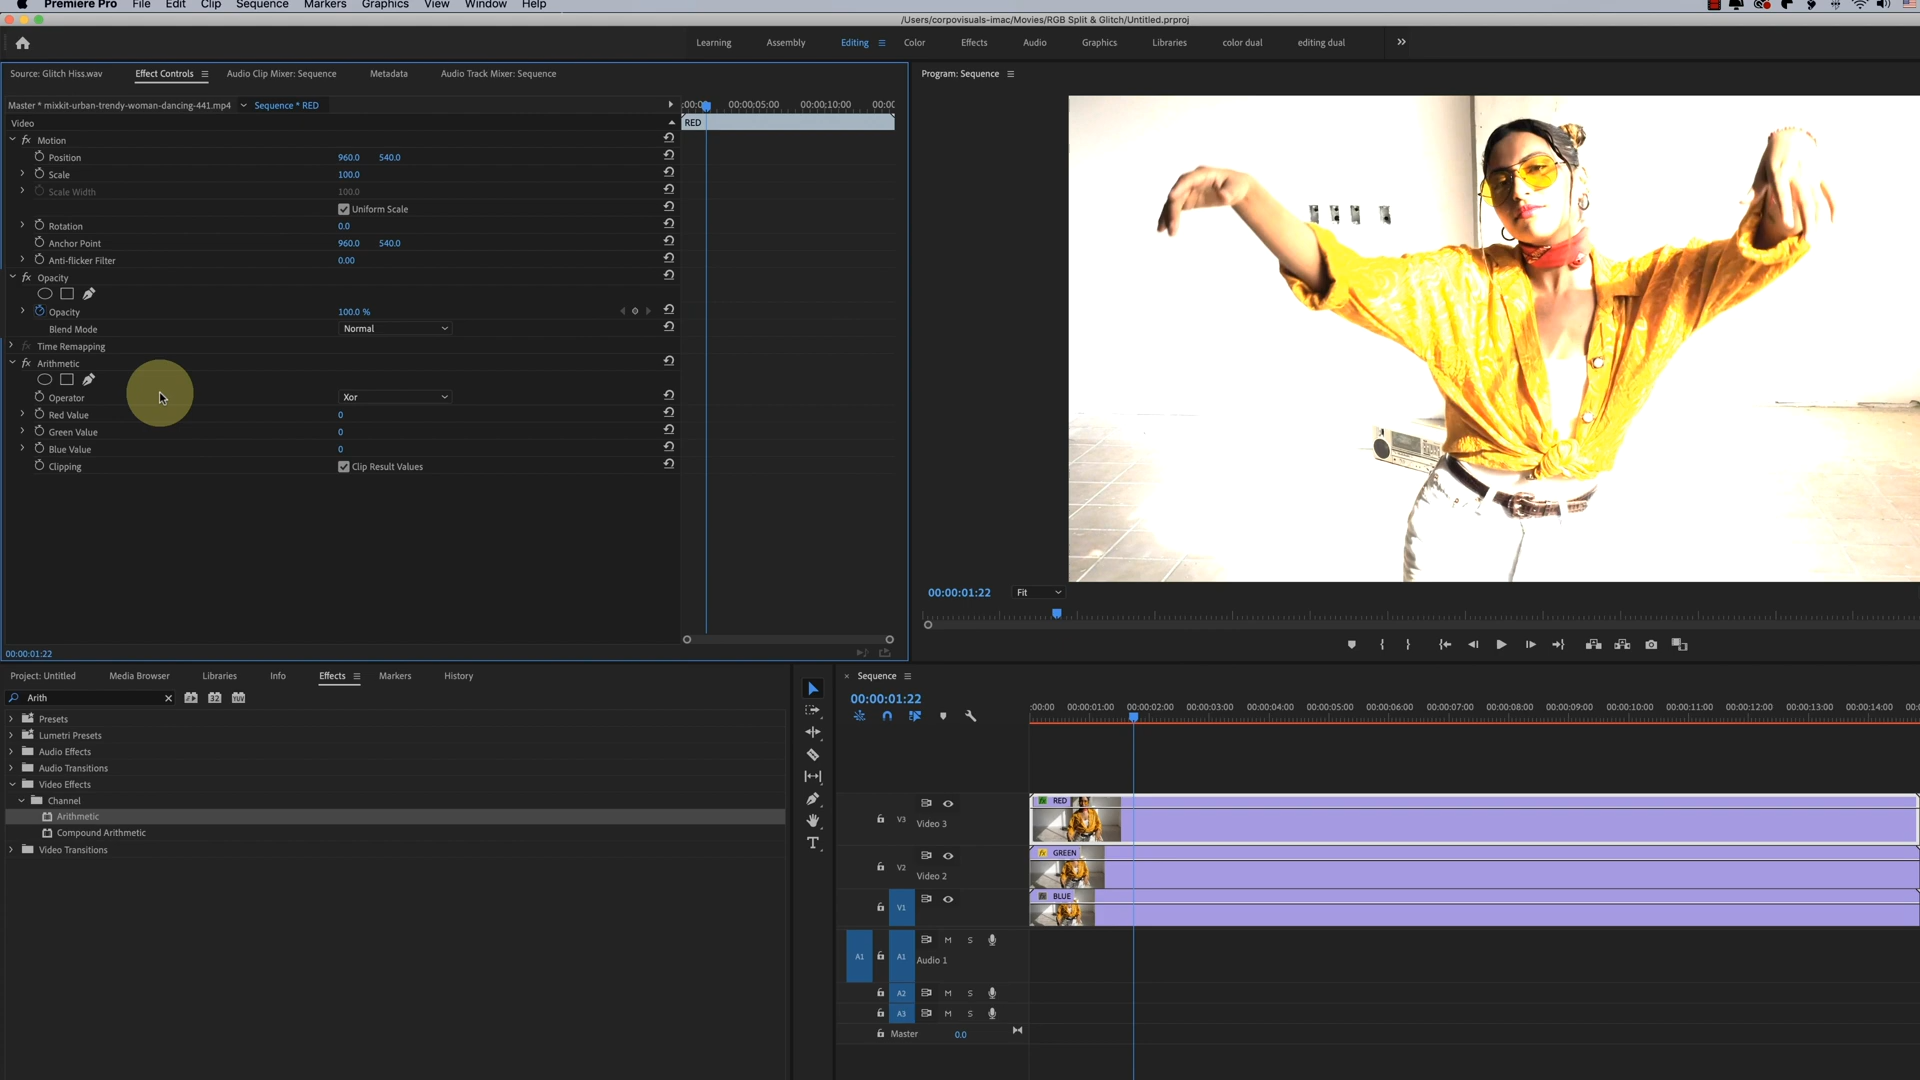 Premiere Pro File Edit Clip Sequence Markers Graphics View Window Help
/Users/corpovisuals-imac/Movies/RGB Split & Glitch/Untitled.prproj
Learning Assembly Editing Color Effects Audio Graphics Libraries color dual editing dual
Source: Glitch Hiss.wav Effect Controls Audio Clip Mixer: Sequence Metadata Audio Track Mixer: Sequence
Program: Sequence
Master * mixkit-urban-trendy-woman-dancing-441.mp4 Sequence * RED
00:00:05:00 00:00:10:00
RED
Video
fx Motion
Position 960.0 540.0
Scale 100.0
Scale Width 100.0
Uniform Scale
Rotation 0.0
Anchor Point 960.0 540.0
Anti-flicker Filter 0.00
fx Opacity
Opacity 100.0 %
Blend Mode Normal
fx Time Remapping
fx Arithmetic
Operator Xor
Red Value 0
Green Value 0
Blue Value 0
Clipping Clip Result Values
00:00:01:22 Fit
00:00:01:22
Project: Untitled Media Browser Libraries Info Effects Markers History
Arith
32 YUV
Presets
Lumetri Presets
Audio Effects
Audio Transitions
Video Effects
Channel
Arithmetic
Compound Arithmetic
Video Transitions
Sequence
00:00:01:22
:00:00 00:00:01:00 00:00:02:00 00:00:03:00 00:00:04:00 00:00:05:00 00:00:06:00 00:00:07:00 00:00:08:00 00:00:09:00 00:00:10:00 00:00:11:00 00:00:12:00 00:00:13:00 00:00:14:00
V3 Video 3 fx RED
V2 Video 2 fx GREEN
V1 fx BLUE
A1 A1 M S
Audio 1
A2 M S
A3 M S
Master 0.0